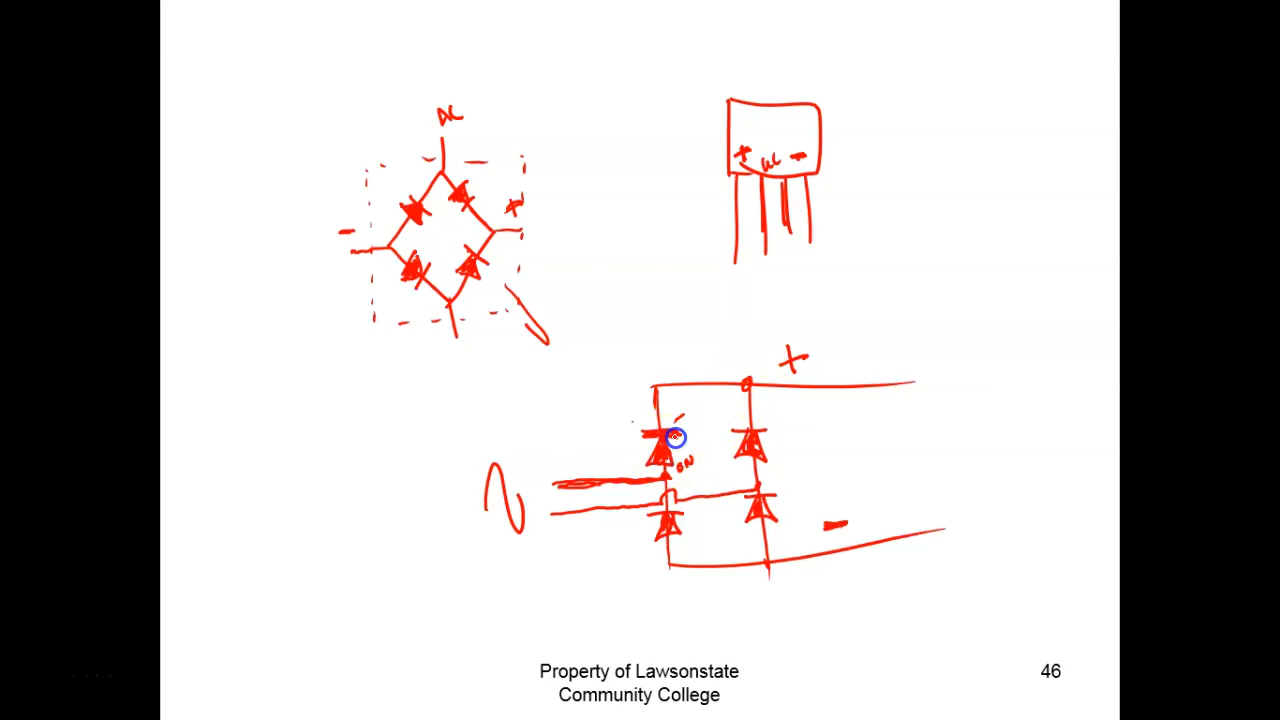 AC
+
-
+ AC -
+
ON
-
Property of Lawsonstate
Community College
46